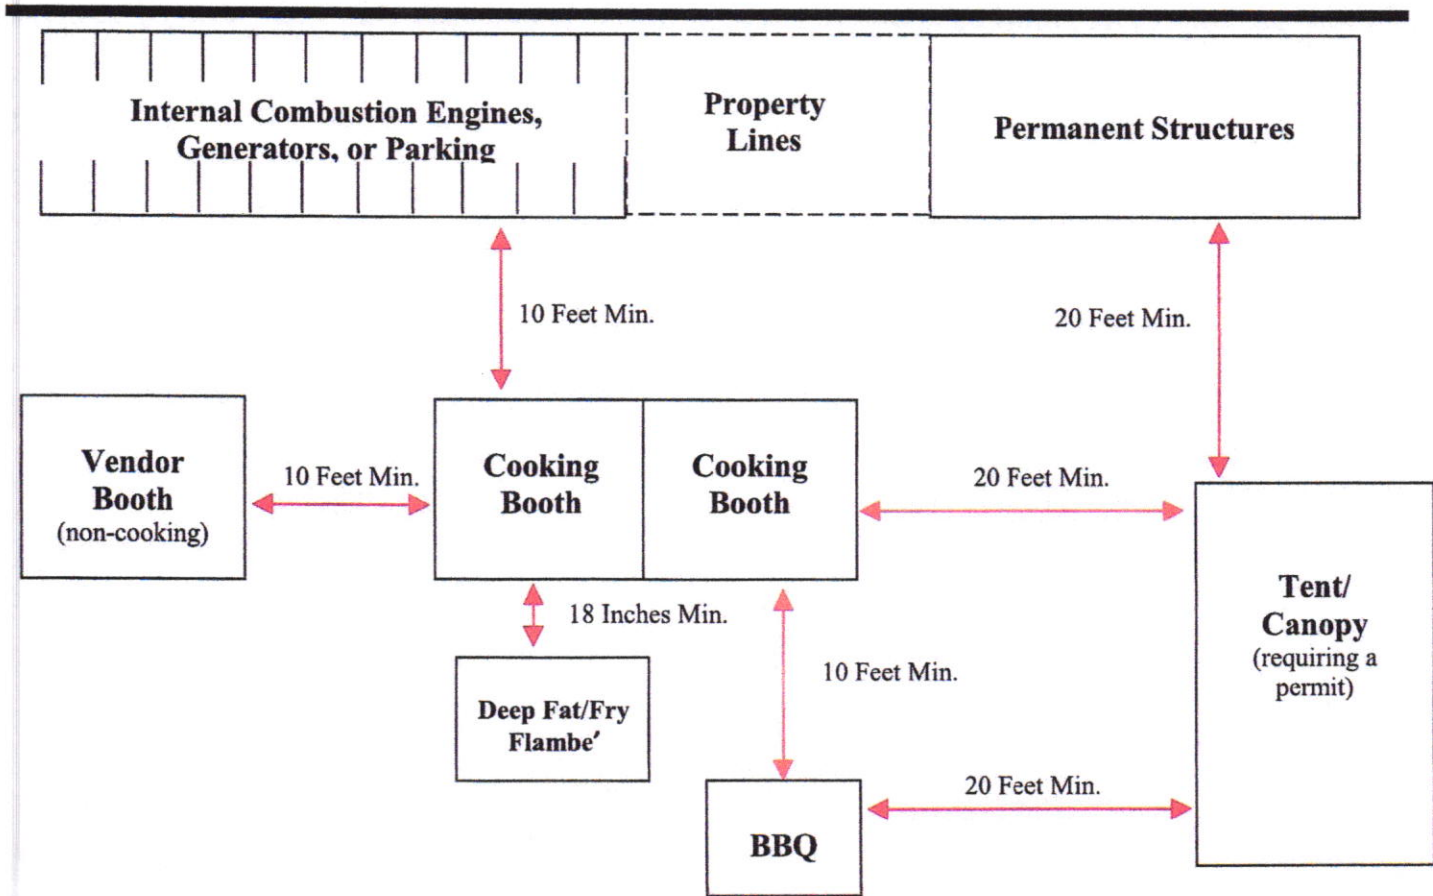 Internal Combustion Engines,
Generators, or Parking
Property
Lines
Permanent Structures
10 Feet Min.
20 Feet Min.
Vendor
Booth
(non-cooking)
10 Feet Min.
Cooking
Booth
Cooking
Booth
20 Feet Min.
18 Inches Min.
Tent/
Canopy
(requiring a
permit)
10 Feet Min.
Deep Fat/Fry
Flambe′
20 Feet Min.
BBQ